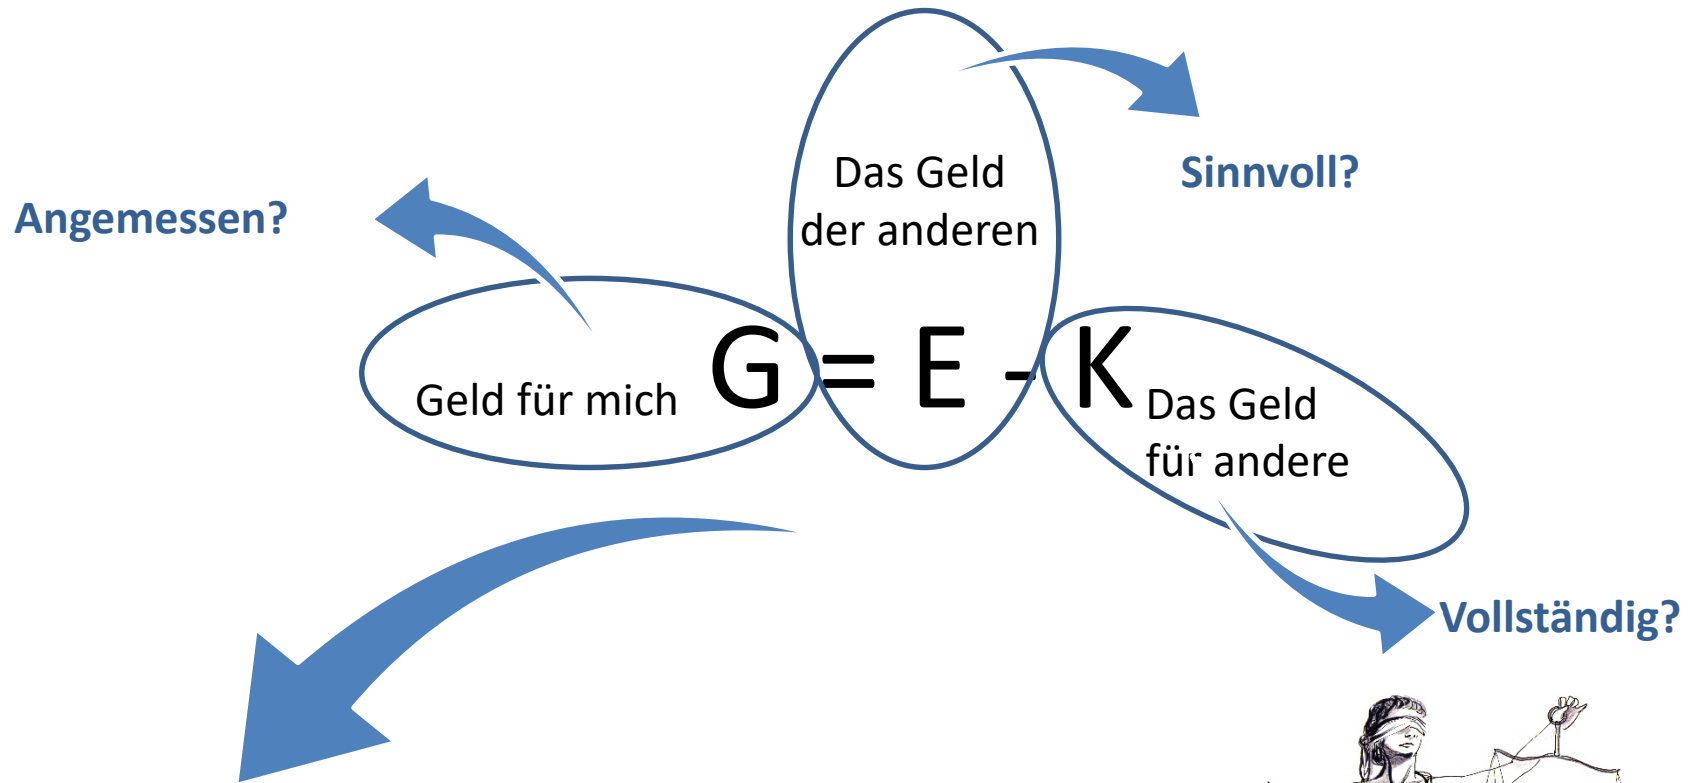 Das Geld
der anderen
Sinnvoll?
Angemessen?
Geld für mich
G = E - K
Das Geld
für andere
Vollständig?